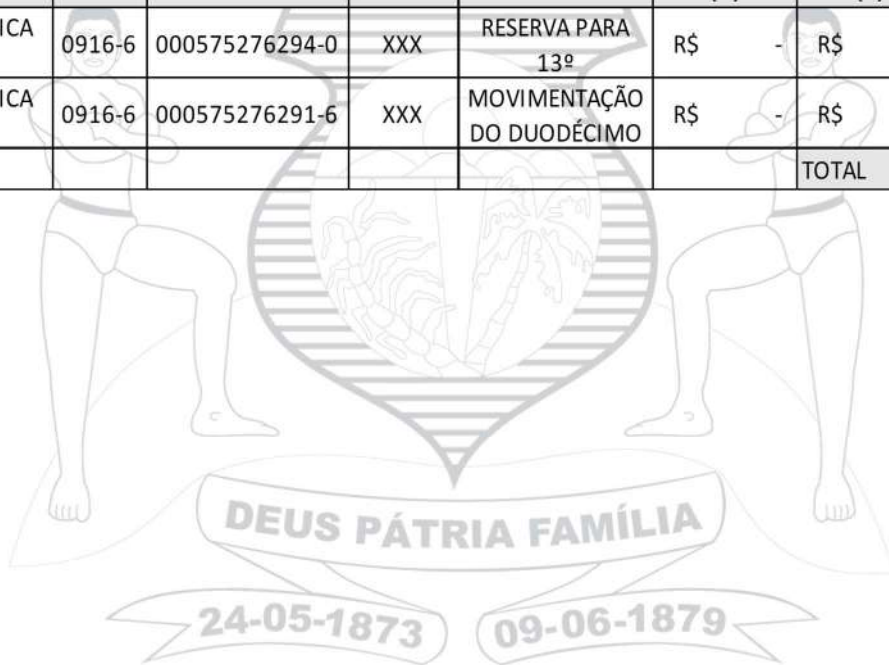 ICA 0916-6 000575276294-0 XXX RESERVA PARA 13º R$ - R$
ICA 0916-6 000575276291-6 XXX MOVIMENTAÇÃO DO DUODÉCIMO R$ - R$
TOTAL
DEUS PÁTRIA FAMÍLIA
24-05-1873 09-06-1879